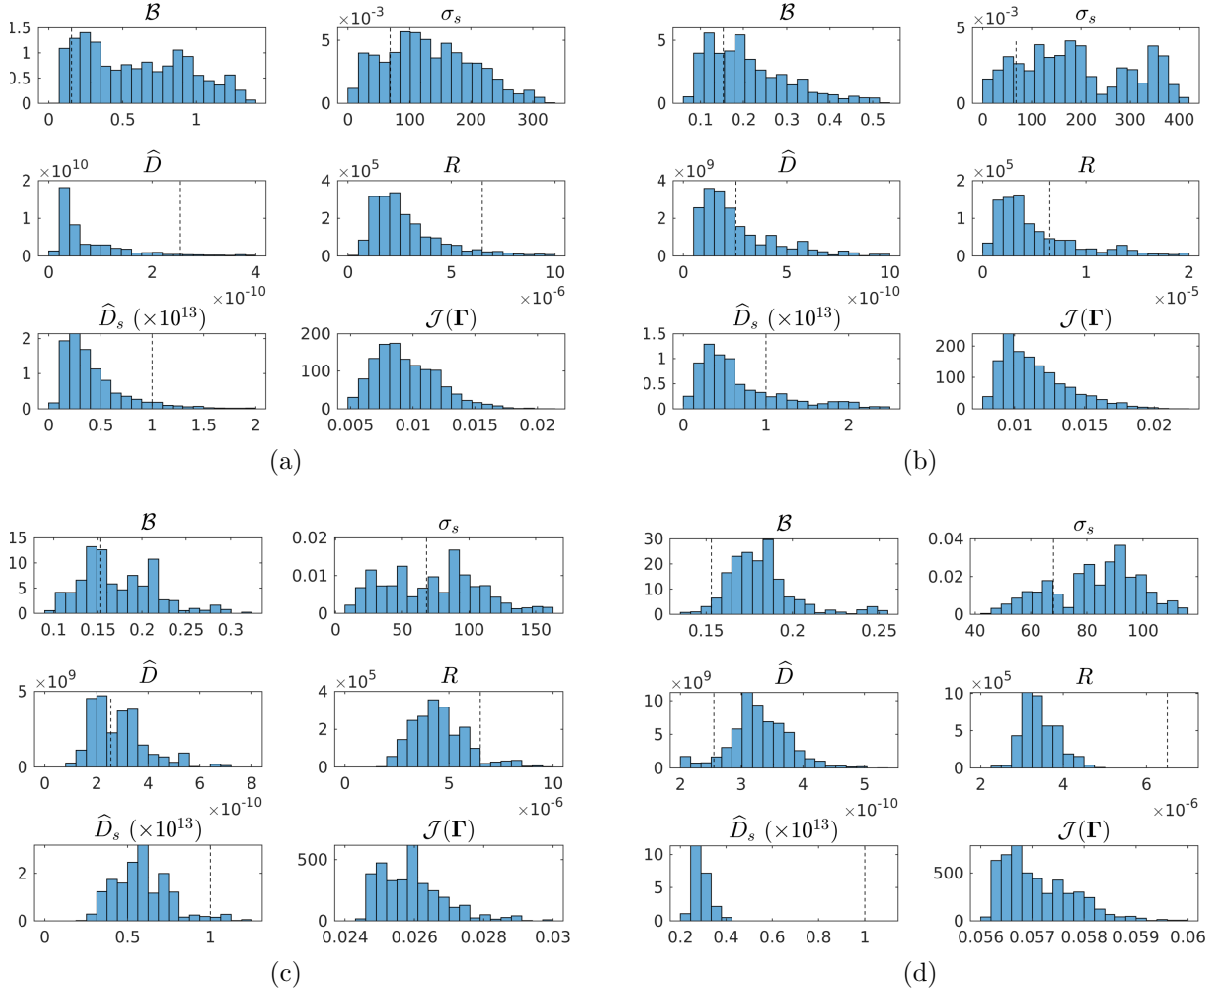 𝓑
1.5
1
0.5
0
0 0.5 1
×10⁻³ σₛ
5
0
0 100 200 300
×10¹⁰ D̂
2
1
0
0 2 4
×10⁻¹⁰
×10⁵ R
4
2
0
0 5 10
×10⁻⁶
D̂ₛ (×10¹³)
2
1
0
0 0.5 1 1.5 2
𝒥(𝚪)
200
100
0
0.005 0.01 0.015 0.02
(a)
𝓑
5
0
0.1 0.2 0.3 0.4 0.5
×10⁻³ σₛ
5
0
0 100 200 300 400
×10⁹ D̂
4
2
0
0 5 10
×10⁻¹⁰
×10⁵ R
2
1
0
0 1 2
×10⁻⁵
D̂ₛ (×10¹³)
1.5
1
0.5
0
0 1 2
𝒥(𝚪)
200
100
0
0.01 0.015 0.02
(b)
𝓑
15
10
5
0
0.1 0.15 0.2 0.25 0.3
σₛ
0.02
0.01
0
0 50 100 150
×10⁹ D̂
5
0
0 2 4 6 8
×10⁻¹⁰
×10⁵ R
4
2
0
0 5 10
×10⁻⁶
D̂ₛ (×10¹³)
2
0
0 0.5 1
𝒥(𝚪)
500
0
0.024 0.026 0.028 0.03
(c)
𝓑
30
20
10
0
0.15 0.2 0.25
σₛ
0.04
0.02
0
40 60 80 100
×10⁹ D̂
10
5
0
2 3 4 5
×10⁻¹⁰
×10⁵ R
10
5
0
2 4 6
×10⁻⁶
D̂ₛ (×10¹³)
10
5
0
0.2 0.4 0.6 0.8 1
𝒥(𝚪)
500
0
0.056 0.057 0.058 0.059 0.06
(d)